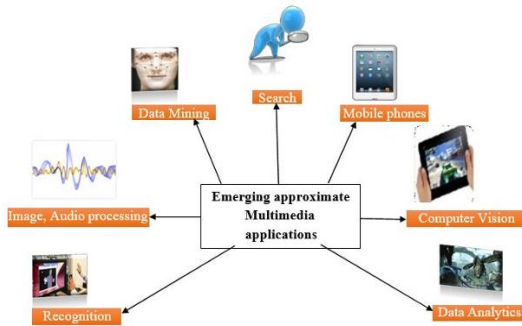 Search
Data Mining
Mobile phones
Image, Audio processing
Emerging approximate
Multimedia
applications
Computer Vision
Recognition
Data Analytics